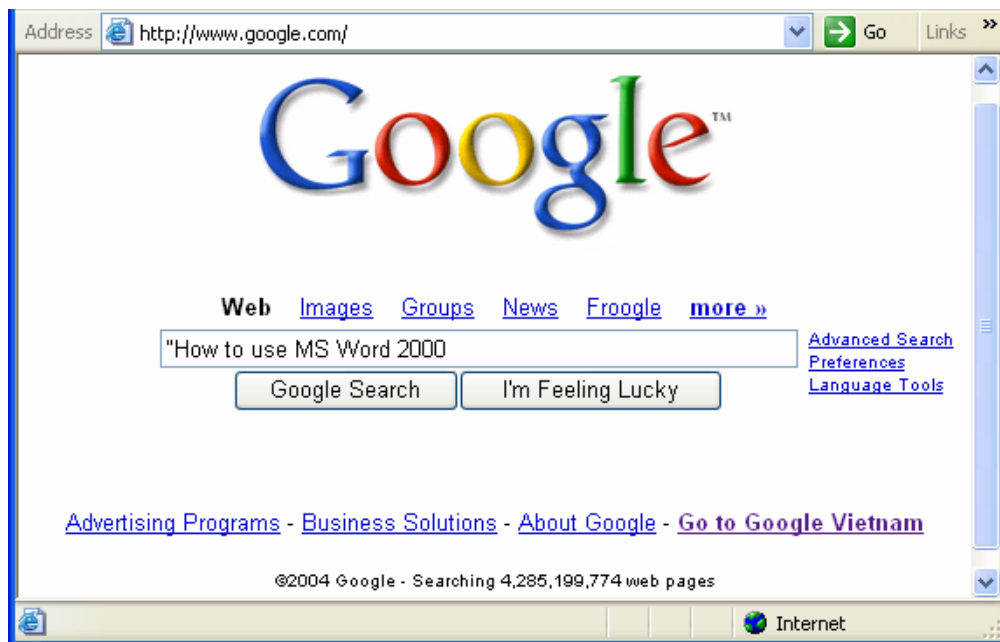 Address http://www.google.com/ Go Links »
Google™
Web Images Groups News Froogle more »
"How to use MS Word 2000
Advanced Search
Preferences
Language Tools
Google Search I'm Feeling Lucky
Advertising Programs - Business Solutions - About Google - Go to Google Vietnam
©2004 Google - Searching 4,285,199,774 web pages
Internet